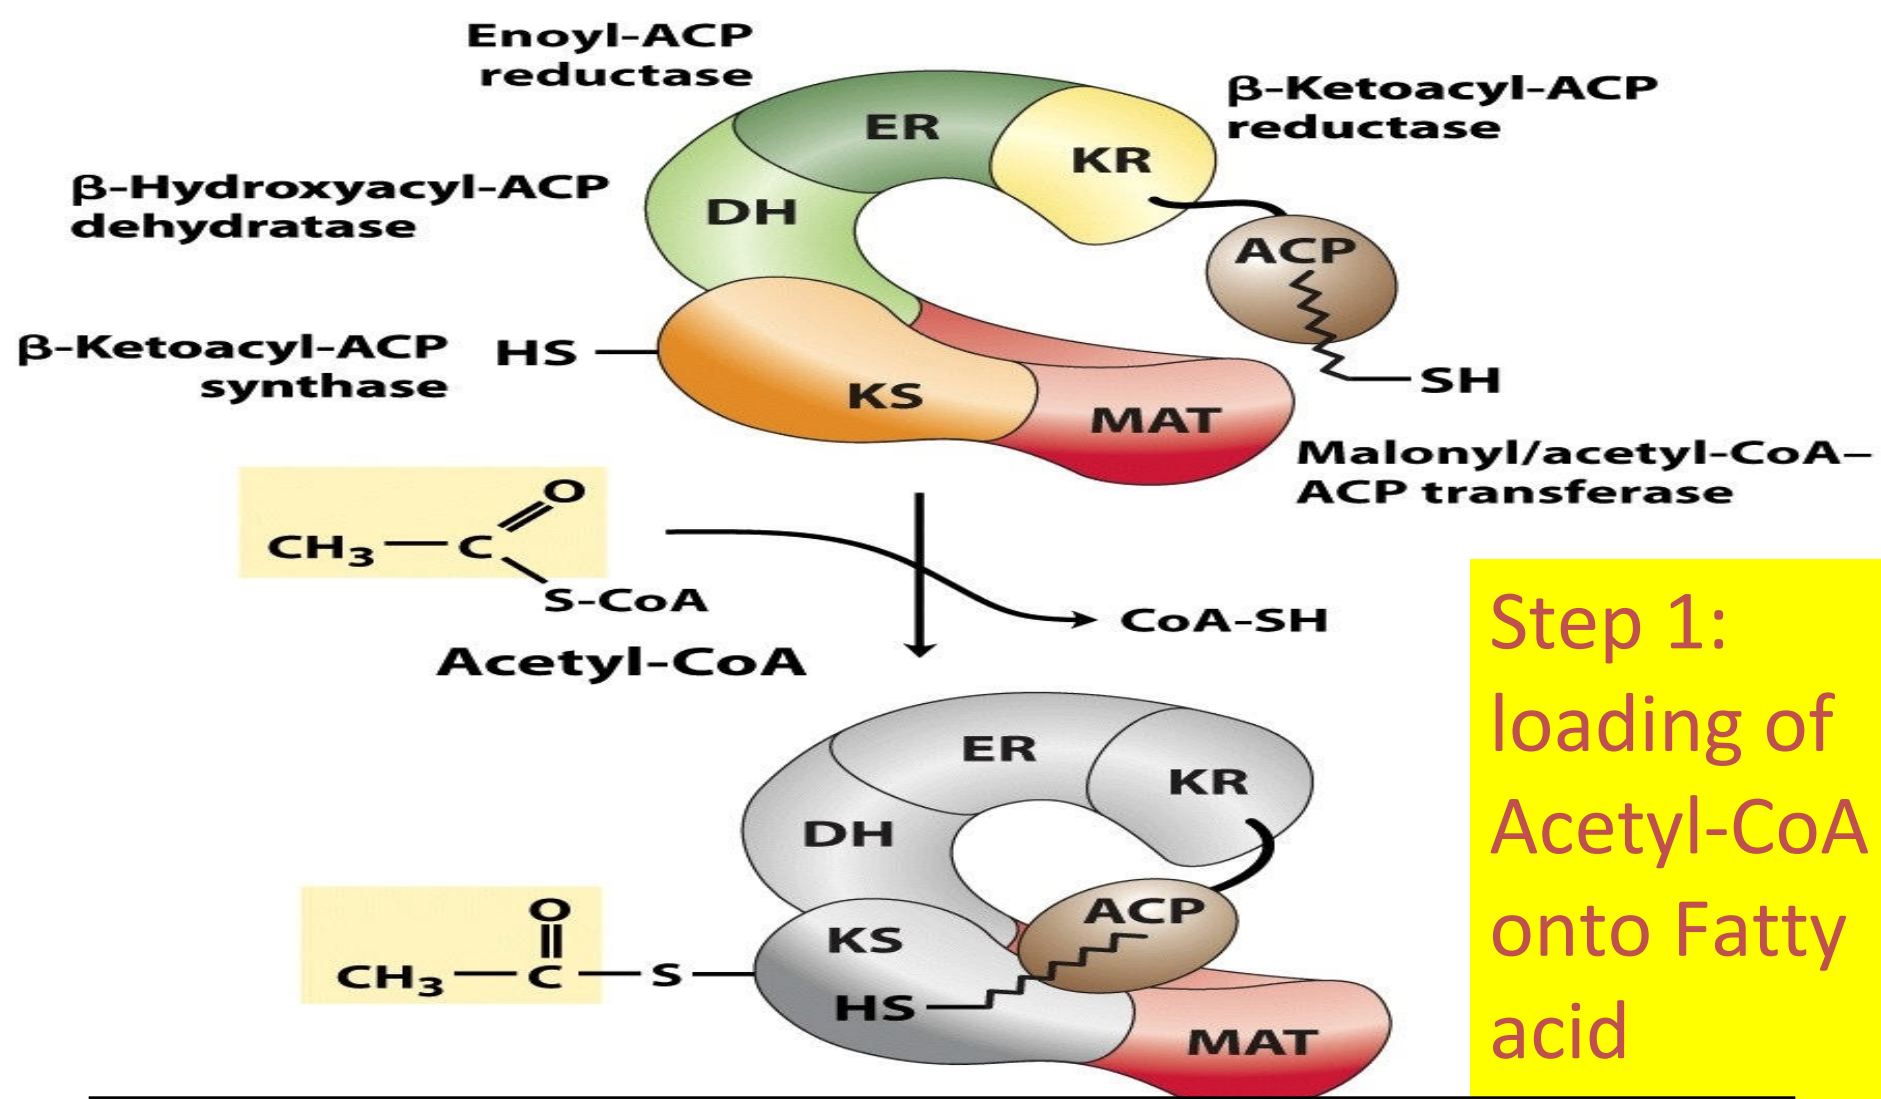 Enoyl-ACP
reductase
β-Ketoacyl-ACP
reductase
ER
KR
β-Hydroxyacyl-ACP
dehydratase
DH
ACP
β-Ketoacyl-ACP
synthase
HS
KS
MAT
SH
Malonyl/acetyl-CoA–
ACP transferase
O
CH3 C
S-CoA
Acetyl-CoA
CoA-SH
Step 1:
loading of
Acetyl-CoA
onto Fatty
acid
ER
KR
DH
ACP
KS
O
CH3 C S
HS
MAT